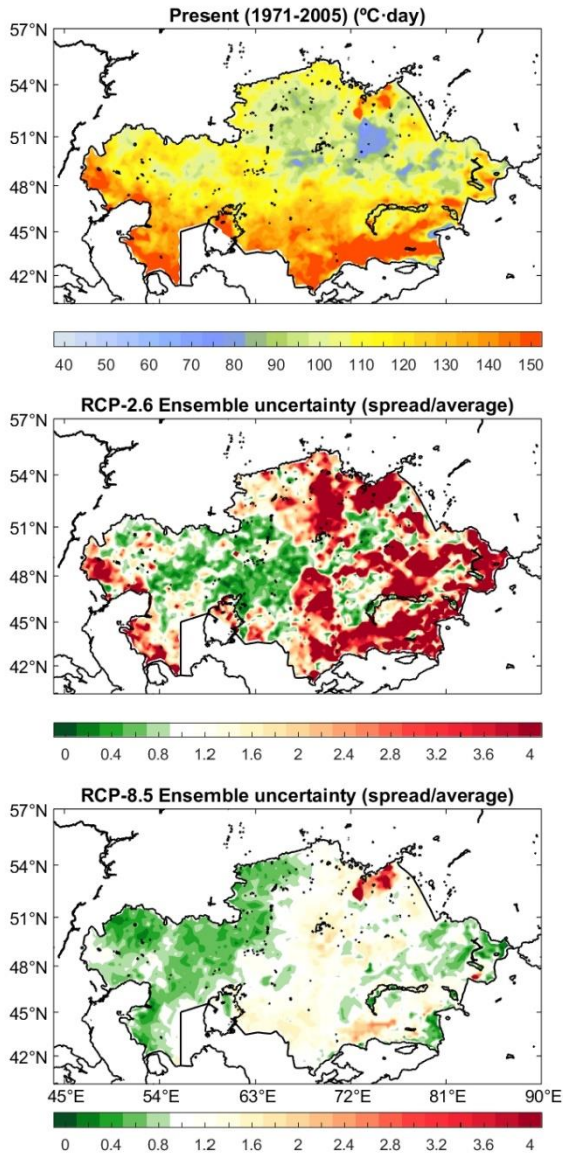 Present (1971-2005) (ºC·day)
57°N
54°N
51°N
48°N
45°N
42°N
40 50 60 70 80 90 100 110 120 130 140 150
RCP-2.6 Ensemble uncertainty (spread/average)
57°N
54°N
51°N
48°N
45°N
42°N
0 0.4 0.8 1.2 1.6 2 2.4 2.8 3.2 3.6 4
RCP-8.5 Ensemble uncertainty (spread/average)
57°N
54°N
51°N
48°N
45°N
42°N
45°E 54°E 63°E 72°E 81°E 90°E
0 0.4 0.8 1.2 1.6 2 2.4 2.8 3.2 3.6 4